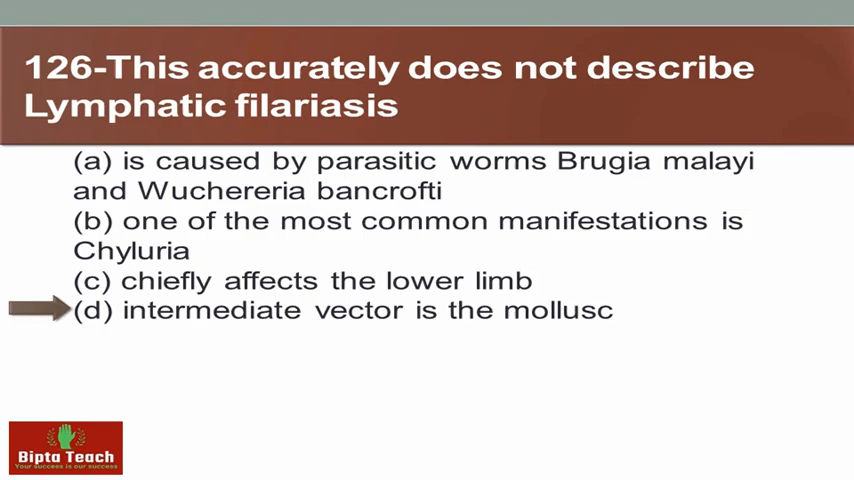 126-This accurately does not describe
Lymphatic filariasis
(a) is caused by parasitic worms Brugia malayi
and Wuchereria bancrofti
(b) one of the most common manifestations is
Chyluria
(c) chiefly affects the lower limb
(d) intermediate vector is the mollusc
Bipta Teach
Your success is our success